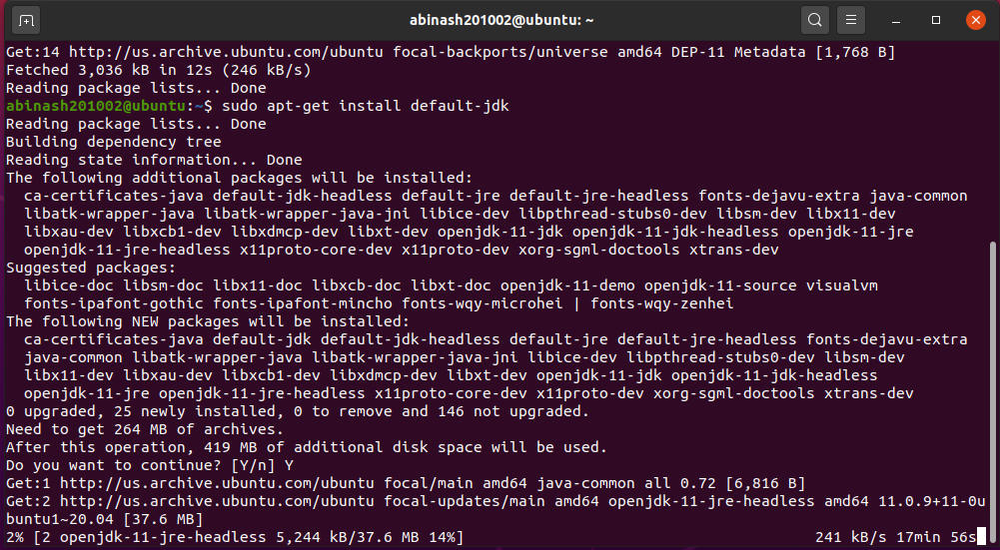 abinash201002@ubuntu: ~
Get:14 http://us.archive.ubuntu.com/ubuntu focal-backports/universe amd64 DEP-11 Metadata [1,768 B]
Fetched 3,036 kB in 12s (246 kB/s)
Reading package lists... Done
abinash201002@ubuntu:~$ sudo apt-get install default-jdk
Reading package lists... Done
Building dependency tree
Reading state information... Done
The following additional packages will be installed:
  ca-certificates-java default-jdk-headless default-jre default-jre-headless fonts-dejavu-extra java-common
  libatk-wrapper-java libatk-wrapper-java-jni libice-dev libpthread-stubs0-dev libsm-dev libx11-dev
  libxau-dev libxcb1-dev libxdmcp-dev libxt-dev openjdk-11-jdk openjdk-11-jdk-headless openjdk-11-jre
  openjdk-11-jre-headless x11proto-core-dev x11proto-dev xorg-sgml-doctools xtrans-dev
Suggested packages:
  libice-doc libsm-doc libx11-doc libxcb-doc libxt-doc openjdk-11-demo openjdk-11-source visualvm
  fonts-ipafont-gothic fonts-ipafont-mincho fonts-wqy-microhei | fonts-wqy-zenhei
The following NEW packages will be installed:
  ca-certificates-java default-jdk default-jdk-headless default-jre default-jre-headless fonts-dejavu-extra
  java-common libatk-wrapper-java libatk-wrapper-java-jni libice-dev libpthread-stubs0-dev libsm-dev
  libx11-dev libxau-dev libxcb1-dev libxdmcp-dev libxt-dev openjdk-11-jdk openjdk-11-jdk-headless
  openjdk-11-jre openjdk-11-jre-headless x11proto-core-dev x11proto-dev xorg-sgml-doctools xtrans-dev
0 upgraded, 25 newly installed, 0 to remove and 146 not upgraded.
Need to get 264 MB of archives.
After this operation, 419 MB of additional disk space will be used.
Do you want to continue? [Y/n] Y
Get:1 http://us.archive.ubuntu.com/ubuntu focal/main amd64 java-common all 0.72 [6,816 B]
Get:2 http://us.archive.ubuntu.com/ubuntu focal-updates/main amd64 openjdk-11-jre-headless amd64 11.0.9+11-0u
buntu1~20.04 [37.6 MB]
2% [2 openjdk-11-jre-headless 5,244 kB/37.6 MB 14%] 241 kB/s 17min 56s